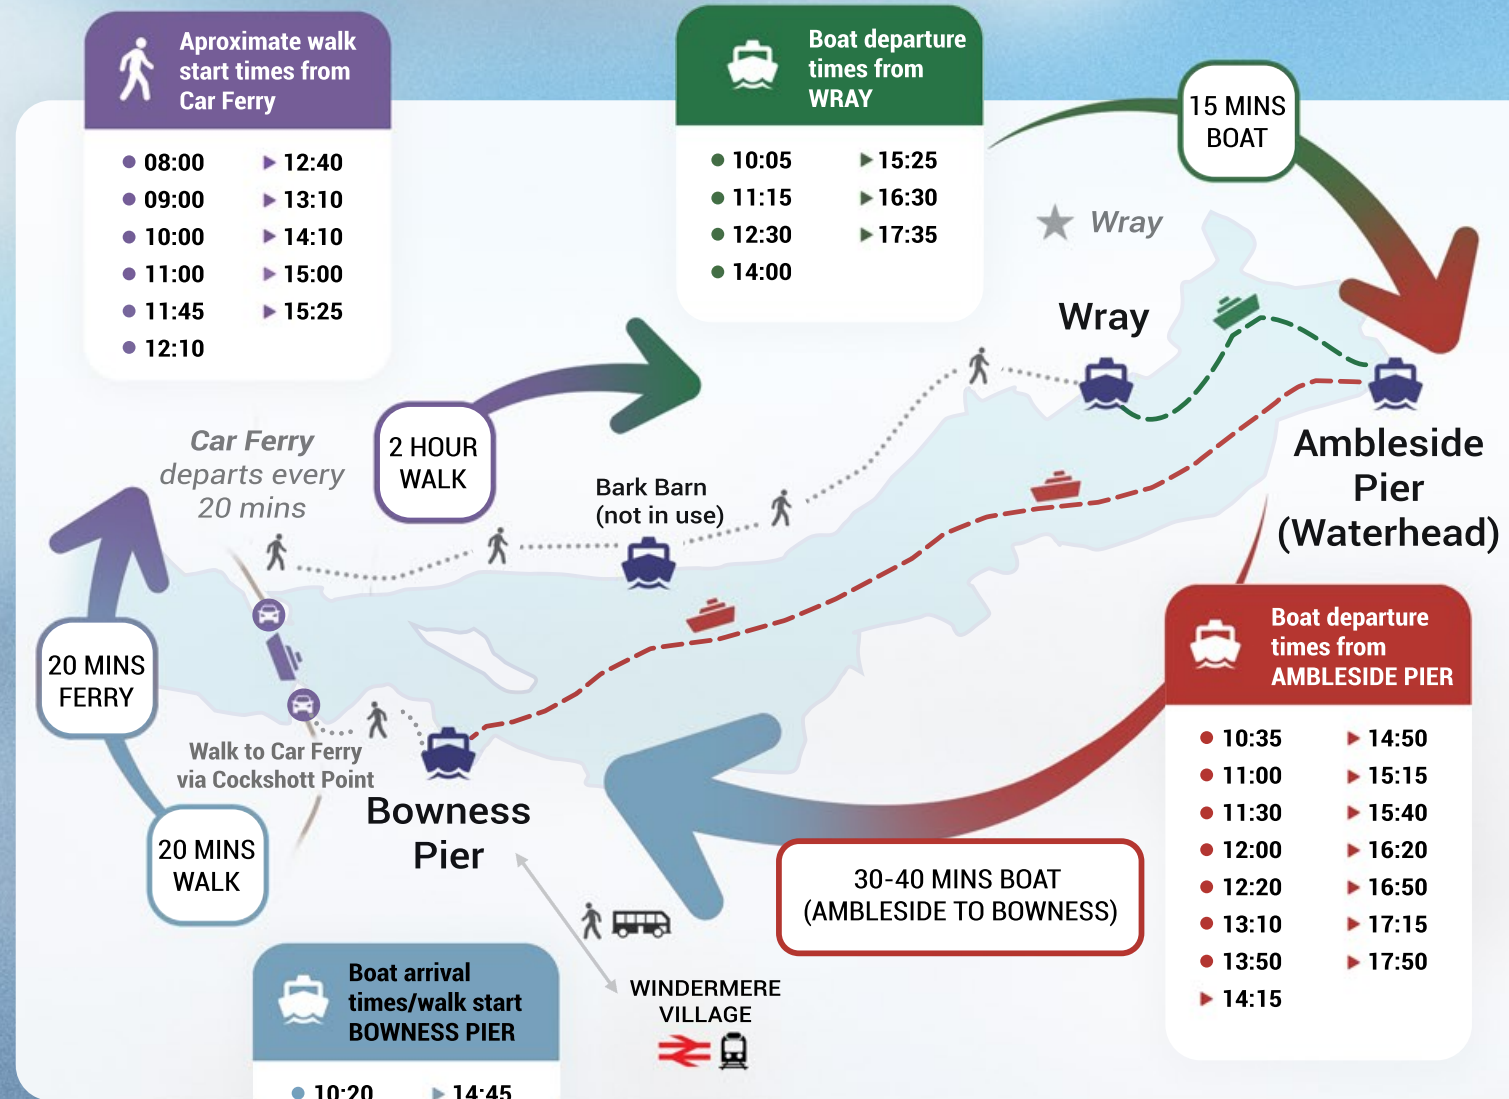 Aproximate walk
start times from
Car Ferry
08:00
09:00
10:00
11:00
11:45
12:10
12:40
13:10
14:10
15:00
15:25
Boat departure
times from
WRAY
10:05
11:15
12:30
14:00
15:25
16:30
17:35
15 MINS
BOAT
Wray
Wray
Car Ferry
departs every
20 mins
2 HOUR
WALK
Bark Barn
(not in use)
Ambleside
Pier
(Waterhead)
20 MINS
FERRY
Walk to Car Ferry
via Cockshott Point
Bowness
Pier
20 MINS
WALK
Boat departure
times from
AMBLESIDE PIER
10:35
11:00
11:30
12:00
12:20
13:10
13:50
14:15
14:50
15:15
15:40
16:20
16:50
17:15
17:50
30-40 MINS BOAT
(AMBLESIDE TO BOWNESS)
WINDERMERE
VILLAGE
Boat arrival
times/walk start
BOWNESS PIER
10:20
14:45